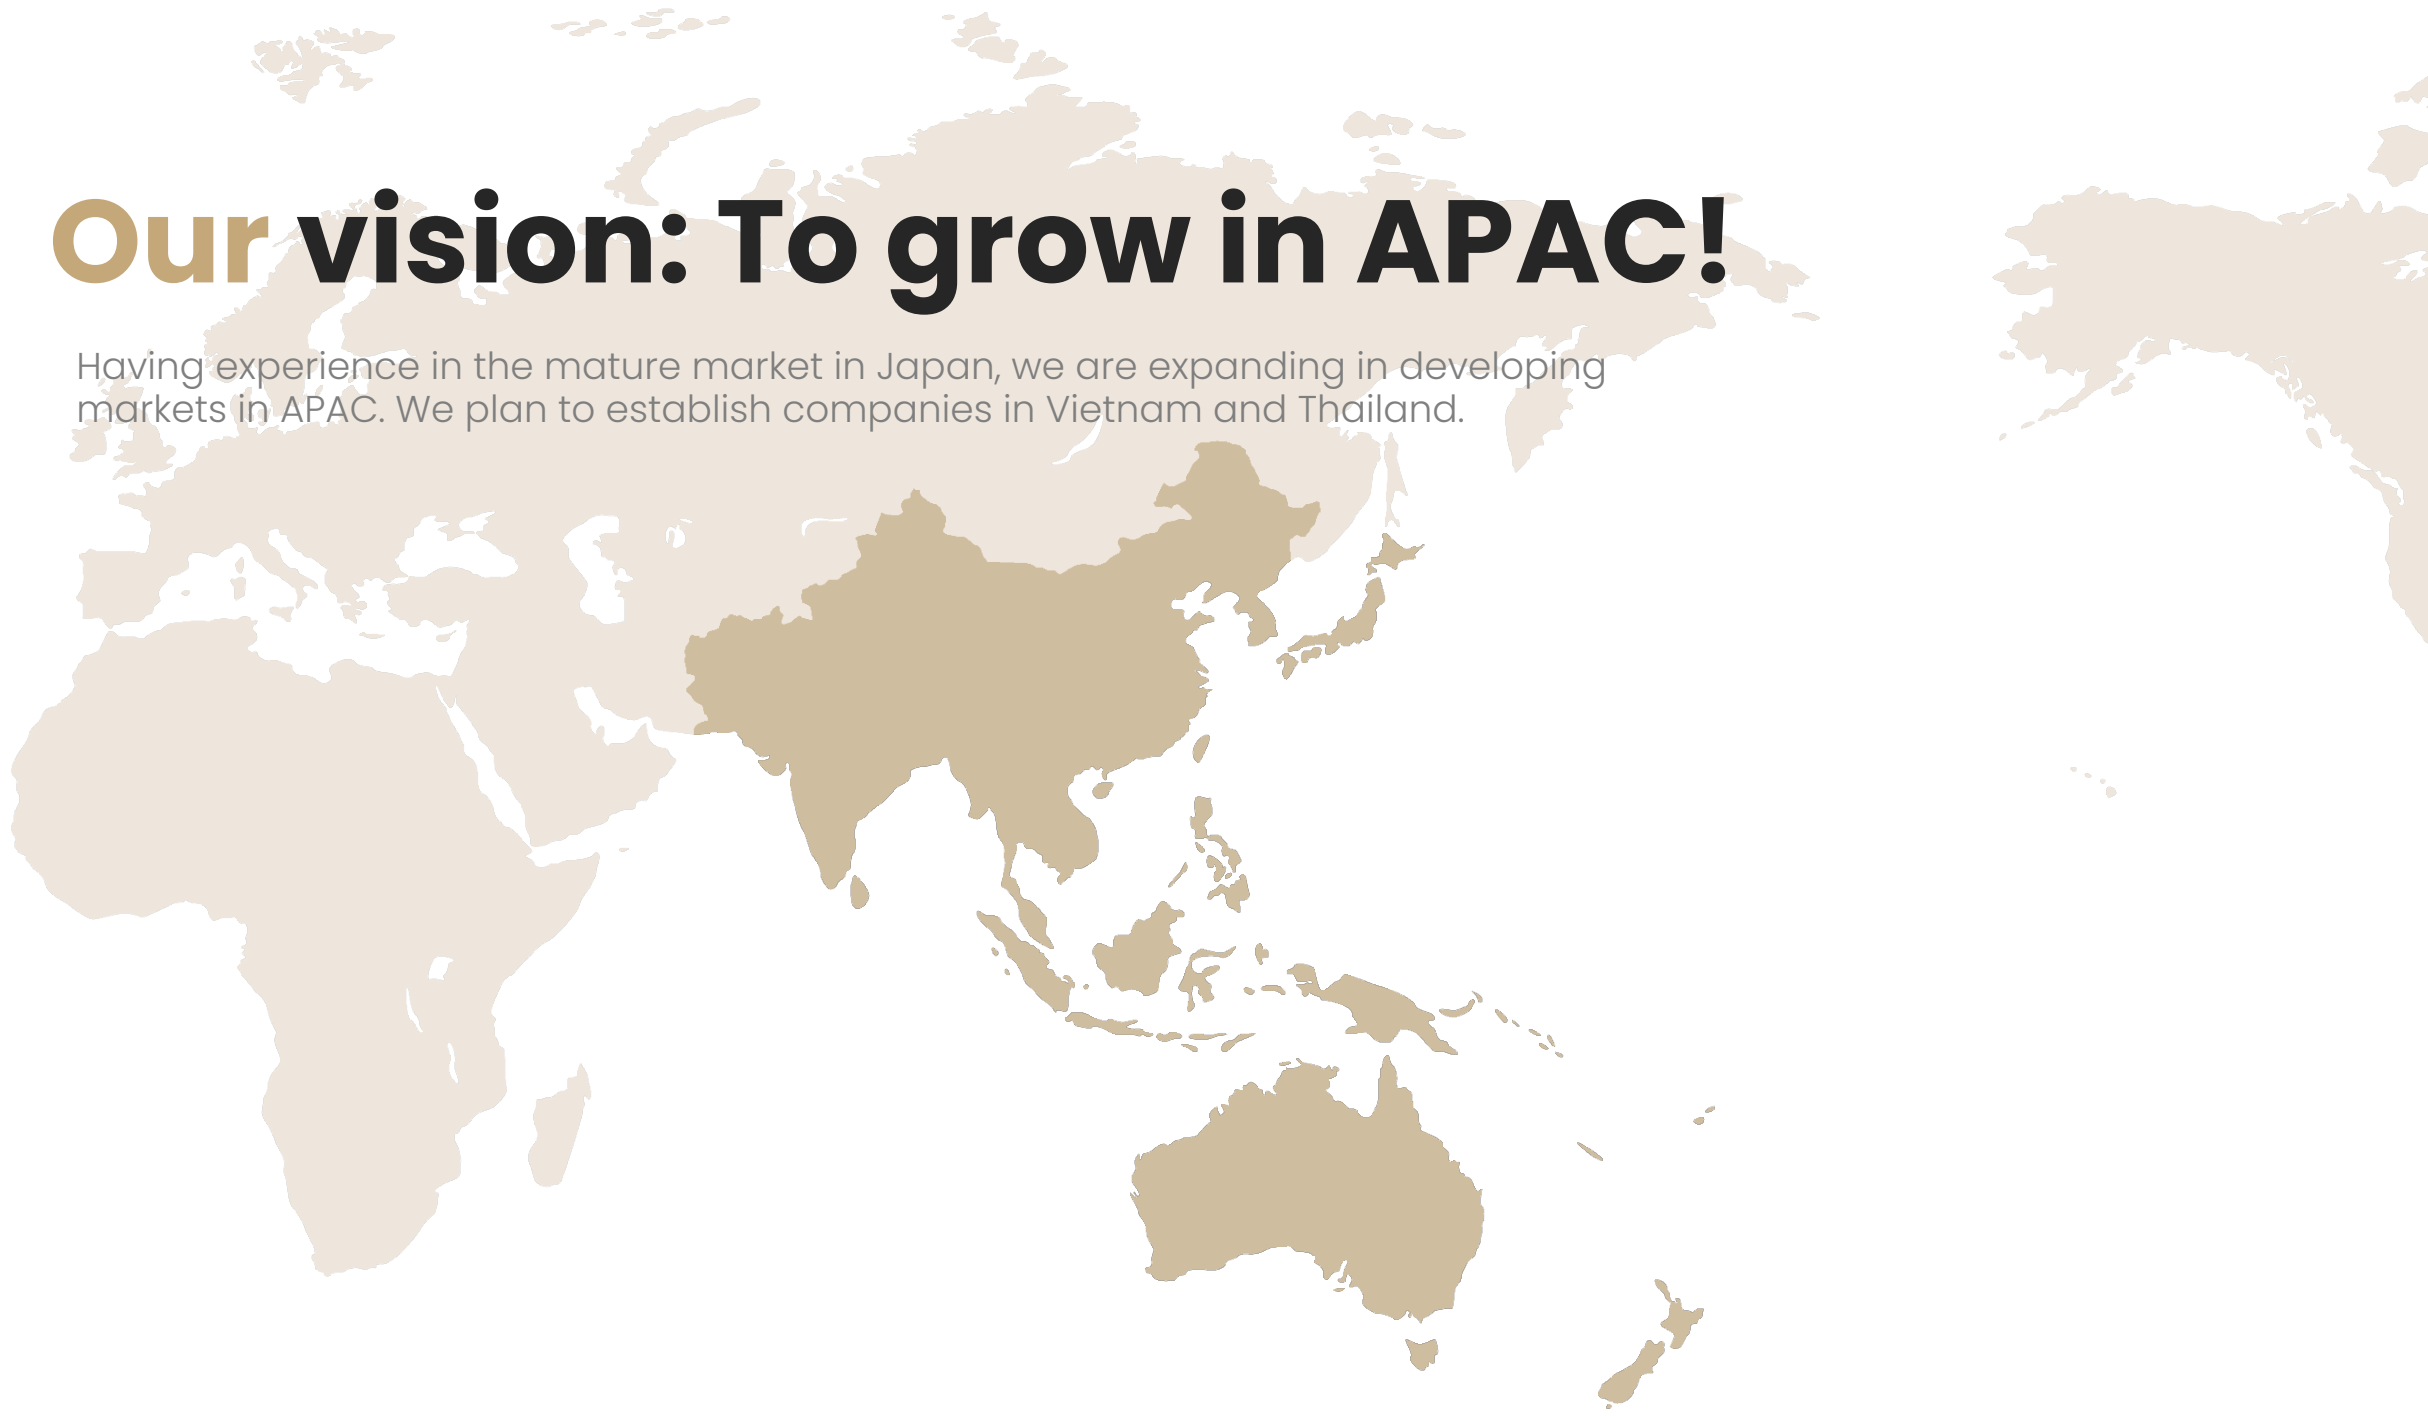 Our vision: To grow in APAC!
Having experience in the mature market in Japan, we are expanding in developing
markets in APAC. We plan to establish companies in Vietnam and Thailand.